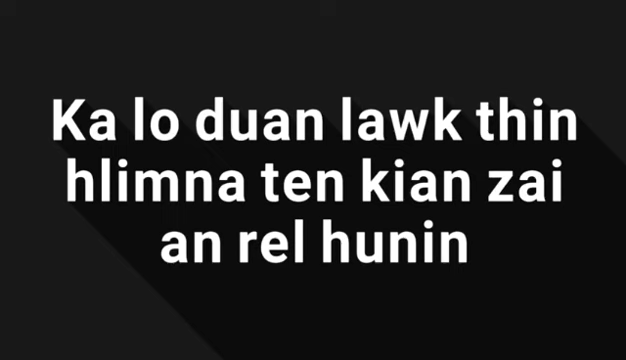 Ka lo duan lawk thin
hlimna ten kian zai
an rel hunin